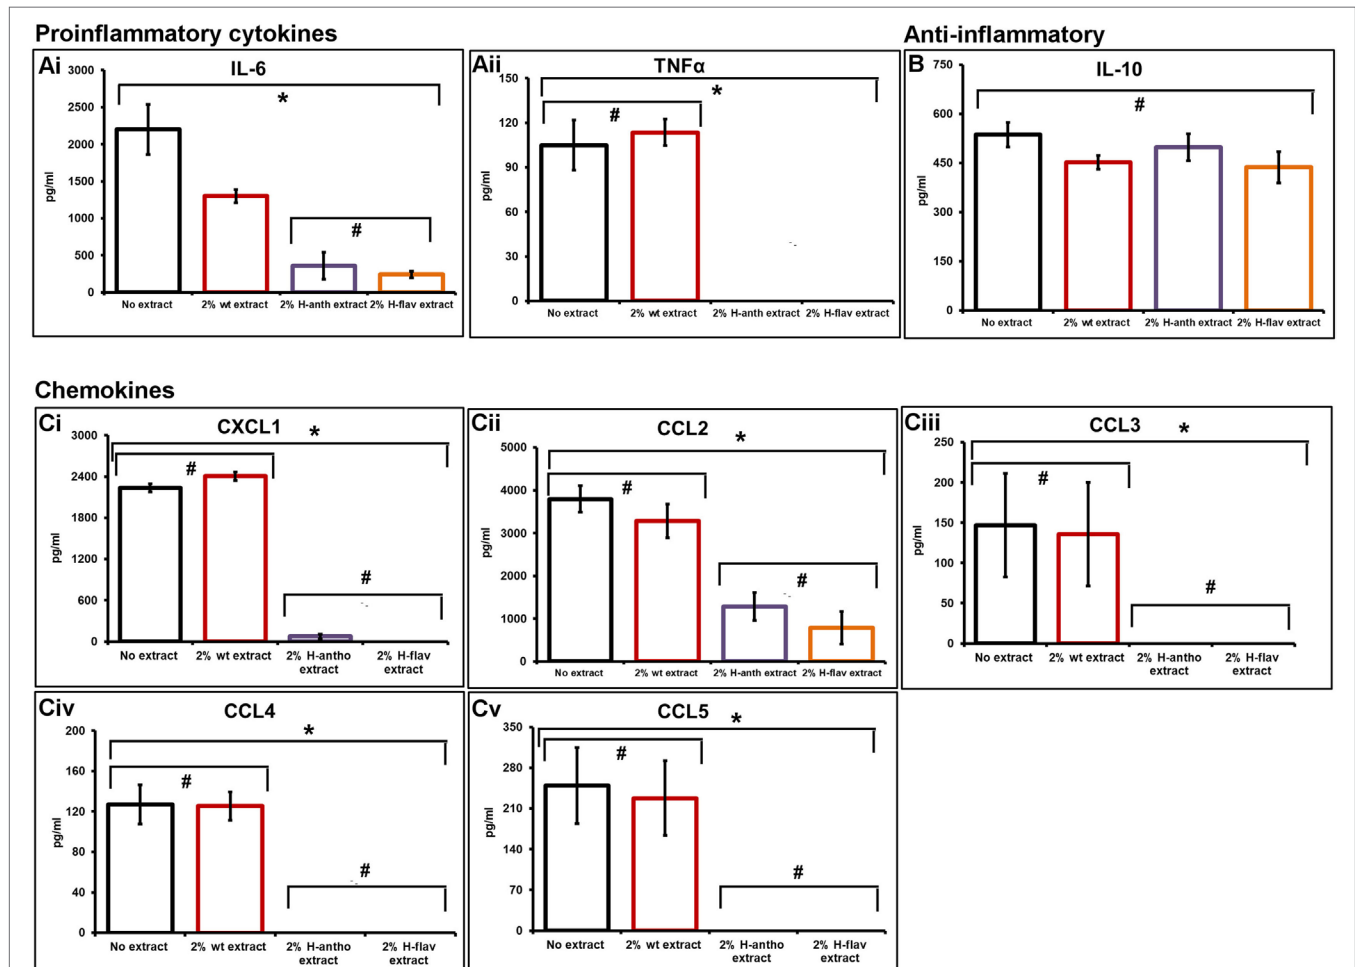 Proinflammatory cytokines
Anti-inflammatory
Ai
IL-6
3000
2500
2000
1500
1000
500
0
pg/ml
*
#
No extract
2% wt extract
2% H-anth extract
2% H-flav extract
Aii
TNFα
150
120
90
60
30
0
pg/ml
*
#
No extract
2% wt extract
2% H-anth extract
2% H-flav extract
B
IL-10
750
600
450
300
150
0
pg/ml
#
No extract
2% wt extract
2% H-anth extract
2% H-flav extract
Chemokines
Ci
CXCL1
3000
2400
1800
1200
600
0
pg/ml
*
#
#
No extract
2% wt extract
2% H-antho
extract
2% H-flav
extract
Cii
CCL2
5000
4000
3000
2000
1000
0
pg/ml
*
#
#
No extract
2% wt extract
2% H-anth extract
2% H-flav extract
Ciii
CCL3
250
200
150
100
50
0
pg/ml
*
#
#
No extract
2% wt extract
2% H-antho
extract
2% H-flav
extract
Civ
CCL4
200
160
120
80
40
0
pg/ml
*
#
#
No extract
2% wt extract
2% H-antho
extract
2% H-flav
extract
Cv
CCL5
350
280
210
140
70
0
pg/ml
*
#
#
No extract
2% wt extract
2% H-antho
extract
2% H-flav
extract